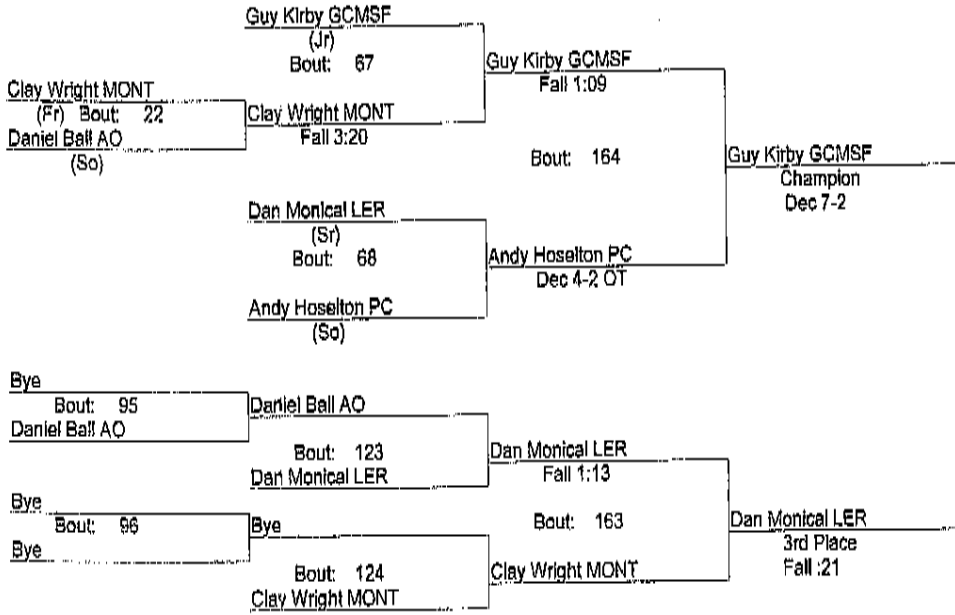 Guy Kirby GCMSF
(Jr)
Bout: 67
Guy Kirby GCMSF
Fall 1:09
Clay Wright MONT
(Fr) Bout: 22
Clay Wright MONT
Fall 3:20
Daniel Ball AO
(So)
Bout: 164
Guy Kirby GCMSF
Champion
Dec 7-2
Dan Monical LER
(Sr)
Bout: 68
Andy Hoselton PC
Dec 4-2 OT
Andy Hoselton PC
(So)
Bye
Bout: 95
Daniel Ball AO
Daniel Ball AO
Bout: 123
Dan Monical LER
Dan Monical LER
Fall 1:13
Bye
Bout: 96
Bye
Bye
Bout: 163
Dan Monical LER
3rd Place
Fall :21
Bout: 124
Clay Wright MONT
Clay Wright MONT